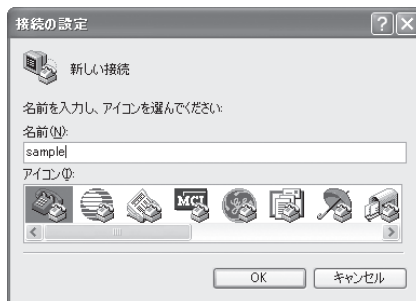 接続の設定
新しい接続
名前を入力し、アイコンを選んでください:
名前(N):
sample
アイコン(I):
MCI
OK
キャンセル